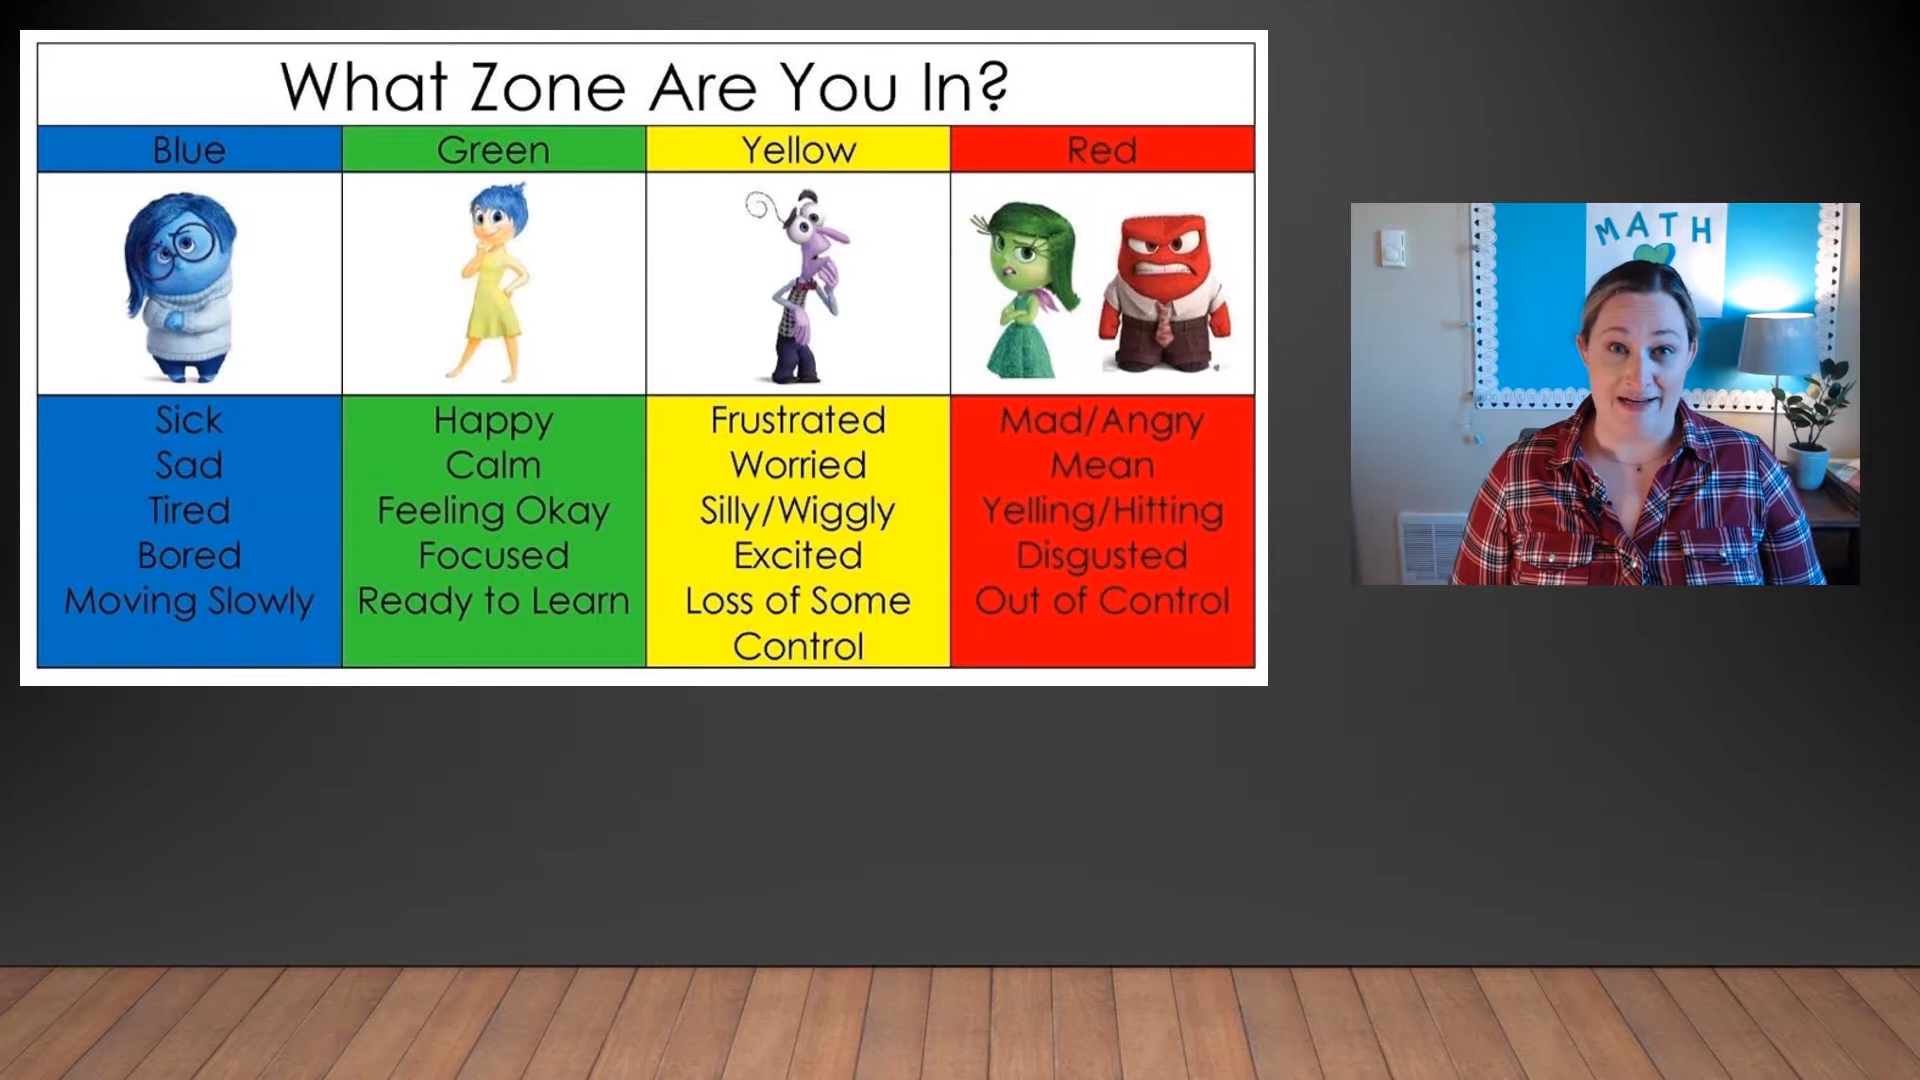 What Zone Are You In?
Blue
Green
Yellow
Red
Sick
Sad
Tired
Bored
Moving Slowly
Happy
Calm
Feeling Okay
Focused
Ready to Learn
Frustrated
Worried
Silly/Wiggly
Excited
Loss of Some
Control
Mad/Angry
Mean
Yelling/Hitting
Disgusted
Out of Control
MATH